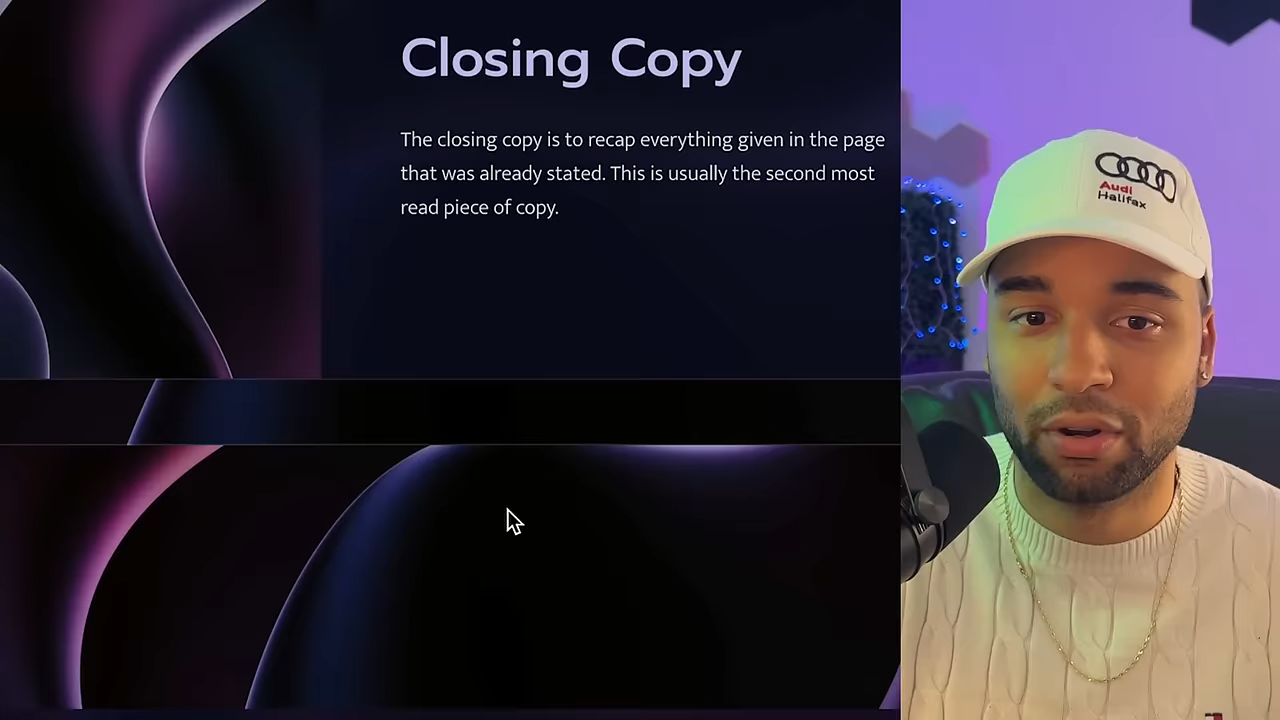 Closing Copy
The closing copy is to recap everything given in the page
that was already stated. This is usually the second most
read piece of copy.
Audi
Halifax